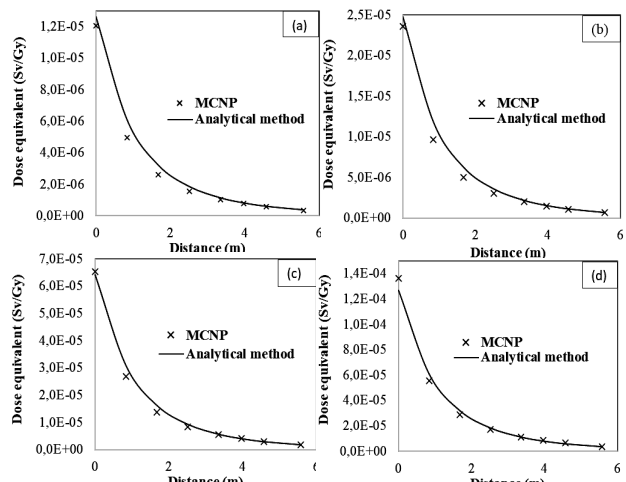 (a)
Dose equivalent (Sv/Gy)
1,2E-05
1,0E-05
8,0E-06
6,0E-06
4,0E-06
2,0E-06
0,0E+00
MCNP
Analytical method
0
2
4
6
Distance (m)
(b)
Dose equivalent (Sv/Gy)
2,5E-05
2,0E-05
1,5E-05
1,0E-05
5,0E-06
0,0E+00
MCNP
Analytical method
0
2
4
6
Distance (m)
(c)
Dose equivalent (Sv/Gy)
7,0E-05
6,0E-05
5,0E-05
4,0E-05
3,0E-05
2,0E-05
1,0E-05
0,0E+00
MCNP
Analytical method
0
2
4
6
Distance (m)
(d)
Dose equivalent (Sv/Gy)
1,4E-04
1,2E-04
1,0E-04
8,0E-05
6,0E-05
4,0E-05
2,0E-05
0,0E+00
MCNP
Analytical method
0
2
4
6
Distance (m)